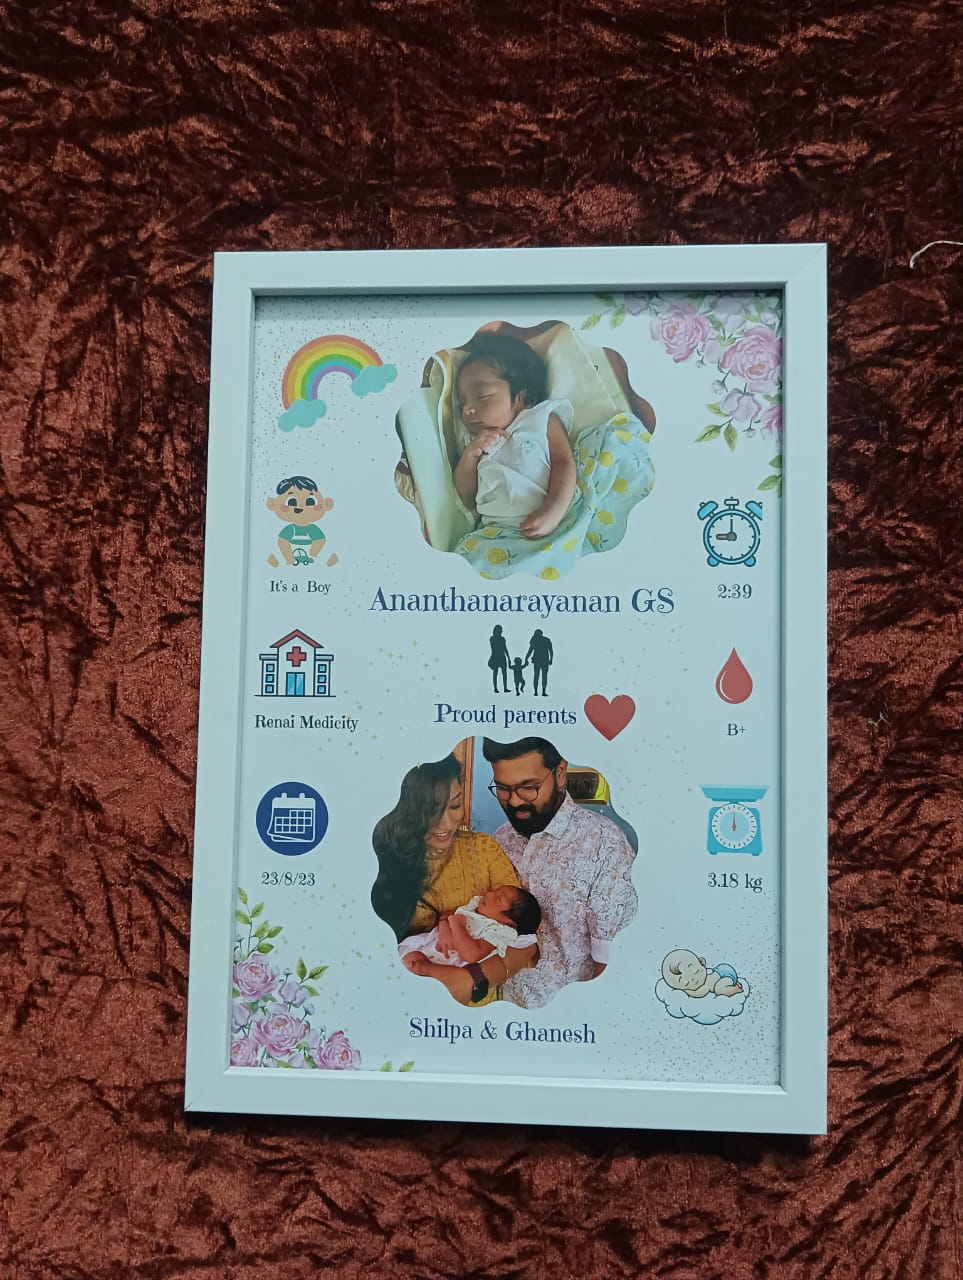 It's a Boy
2:39
Ananthanarayanan GS
Renai Medicity
Proud parents
B+
23/8/23
3.18 kg
Shilpa & Ghanesh